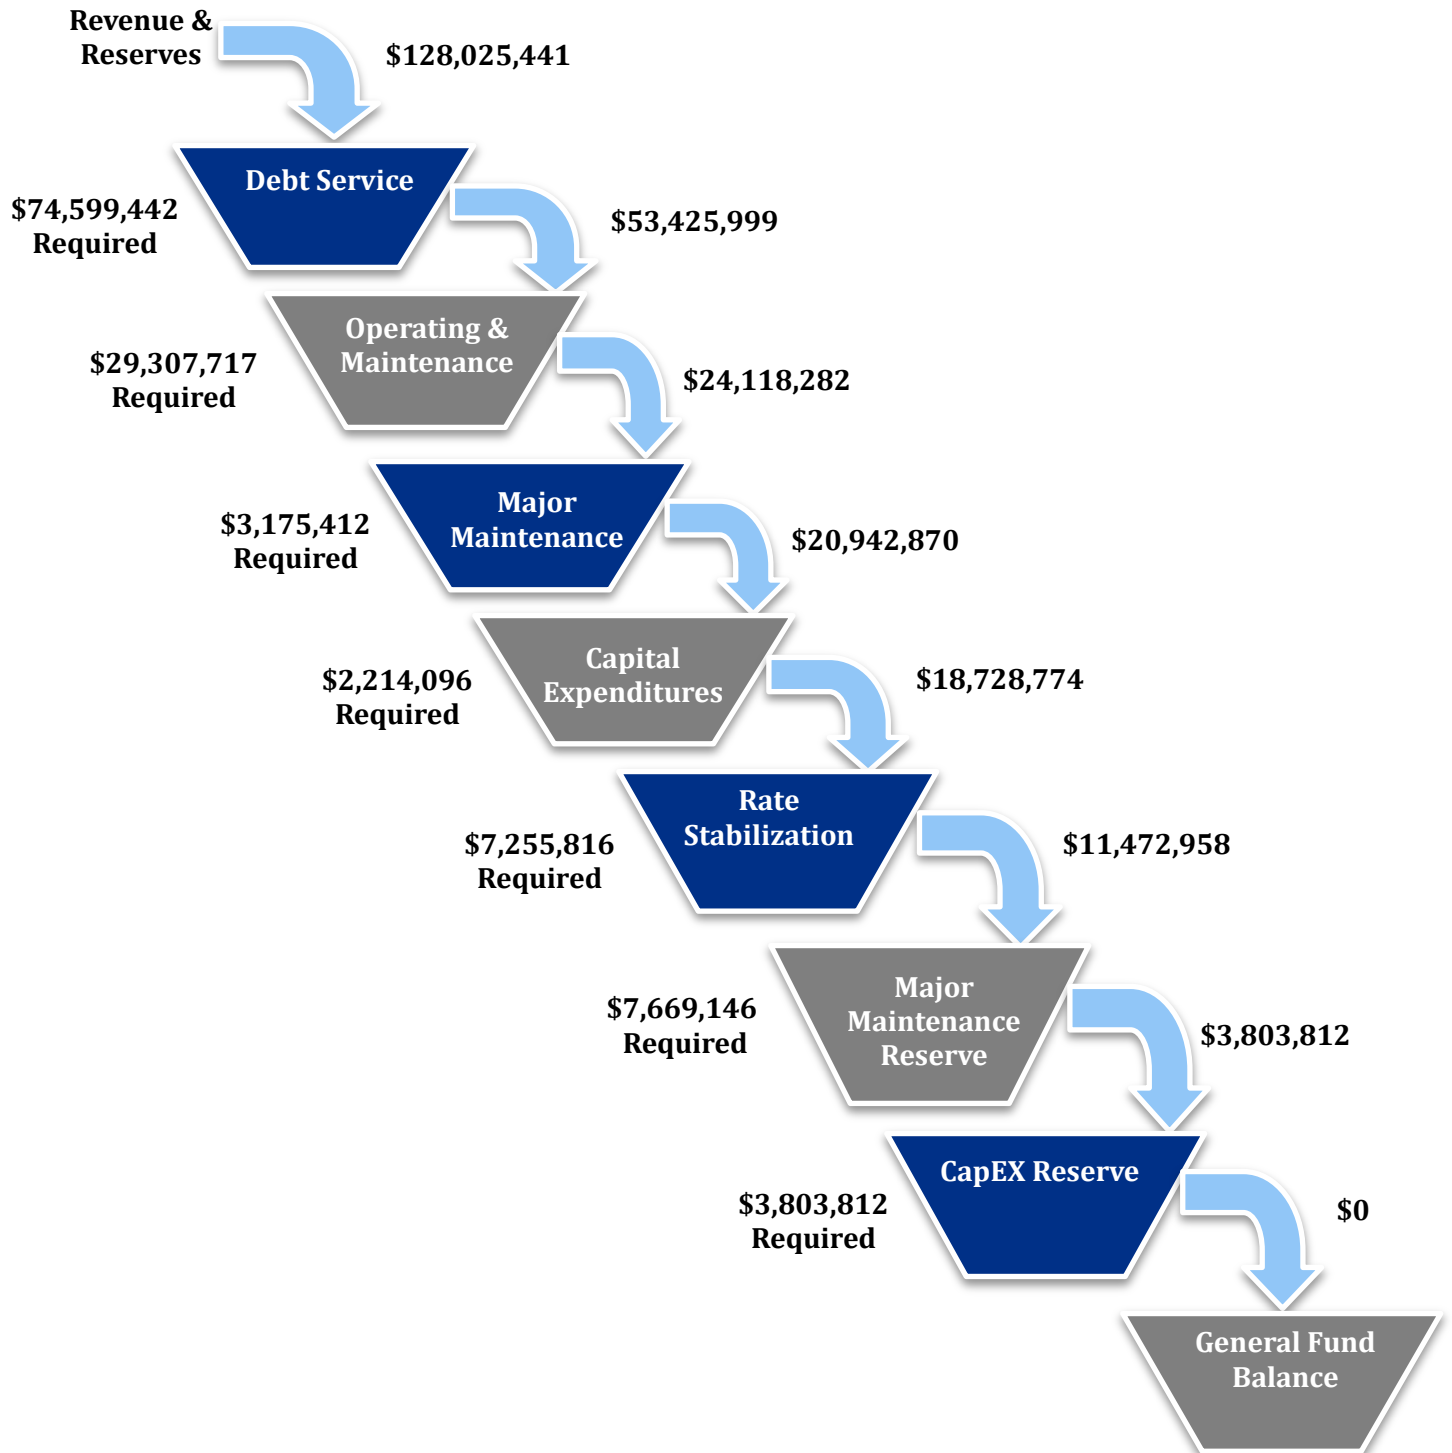 Revenue &
Reserves
$128,025,441
Debt Service
$74,599,442
Required
$53,425,999
Operating &
Maintenance
$29,307,717
Required
$24,118,282
Major
Maintenance
$3,175,412
Required
$20,942,870
Capital
Expenditures
$2,214,096
Required
$18,728,774
Rate
Stabilization
$7,255,816
Required
$11,472,958
Major
Maintenance
Reserve
$7,669,146
Required
$3,803,812
CapEX Reserve
$3,803,812
Required
$0
General Fund
Balance